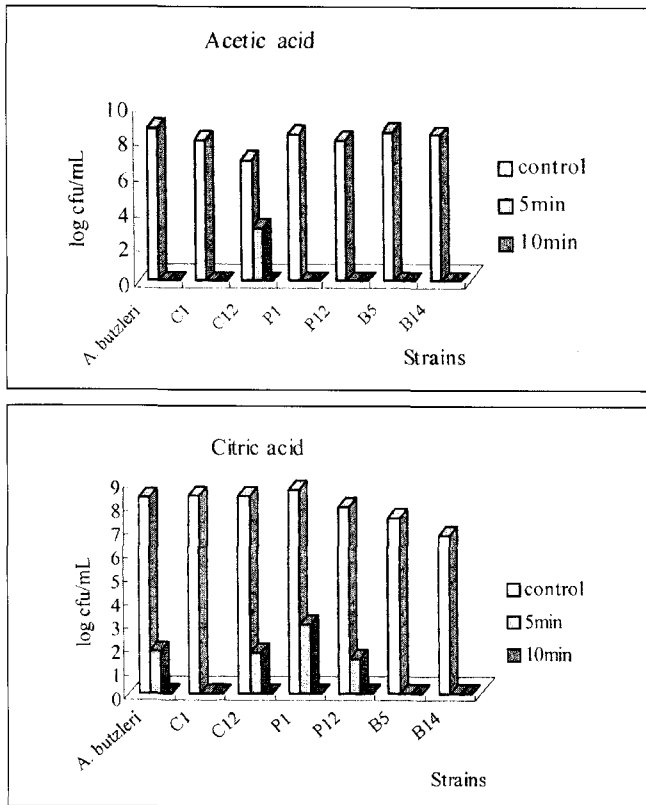 Acetic acid
10
8
6
4
2
0
log cfu/mL
A. butzleri
C1
C12
P1
P12
B5
B14
Strains
control
5min
10min
Citric acid
9
8
7
6
5
4
3
2
1
0
log cfu/mL
A. butzleri
C1
C12
P1
P12
B5
B14
Strains
control
5min
10min